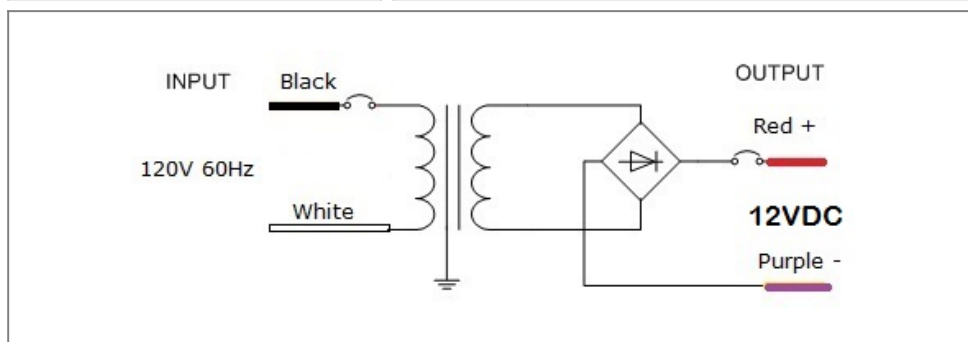 INPUT
Black
OUTPUT
Red +
120V 60Hz
White
12VDC
Purple -